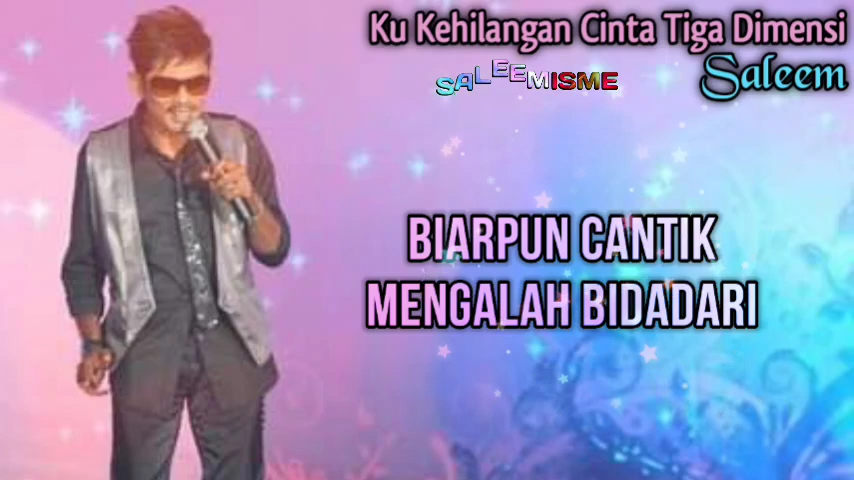 Ku Kehilangan Cinta Tiga Dimensi
SALEEMISME
Saleem
BIARPUN CANTIK
MENGALAH BIDADARI